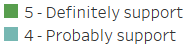 5 - Definitely support
4 - Probably support